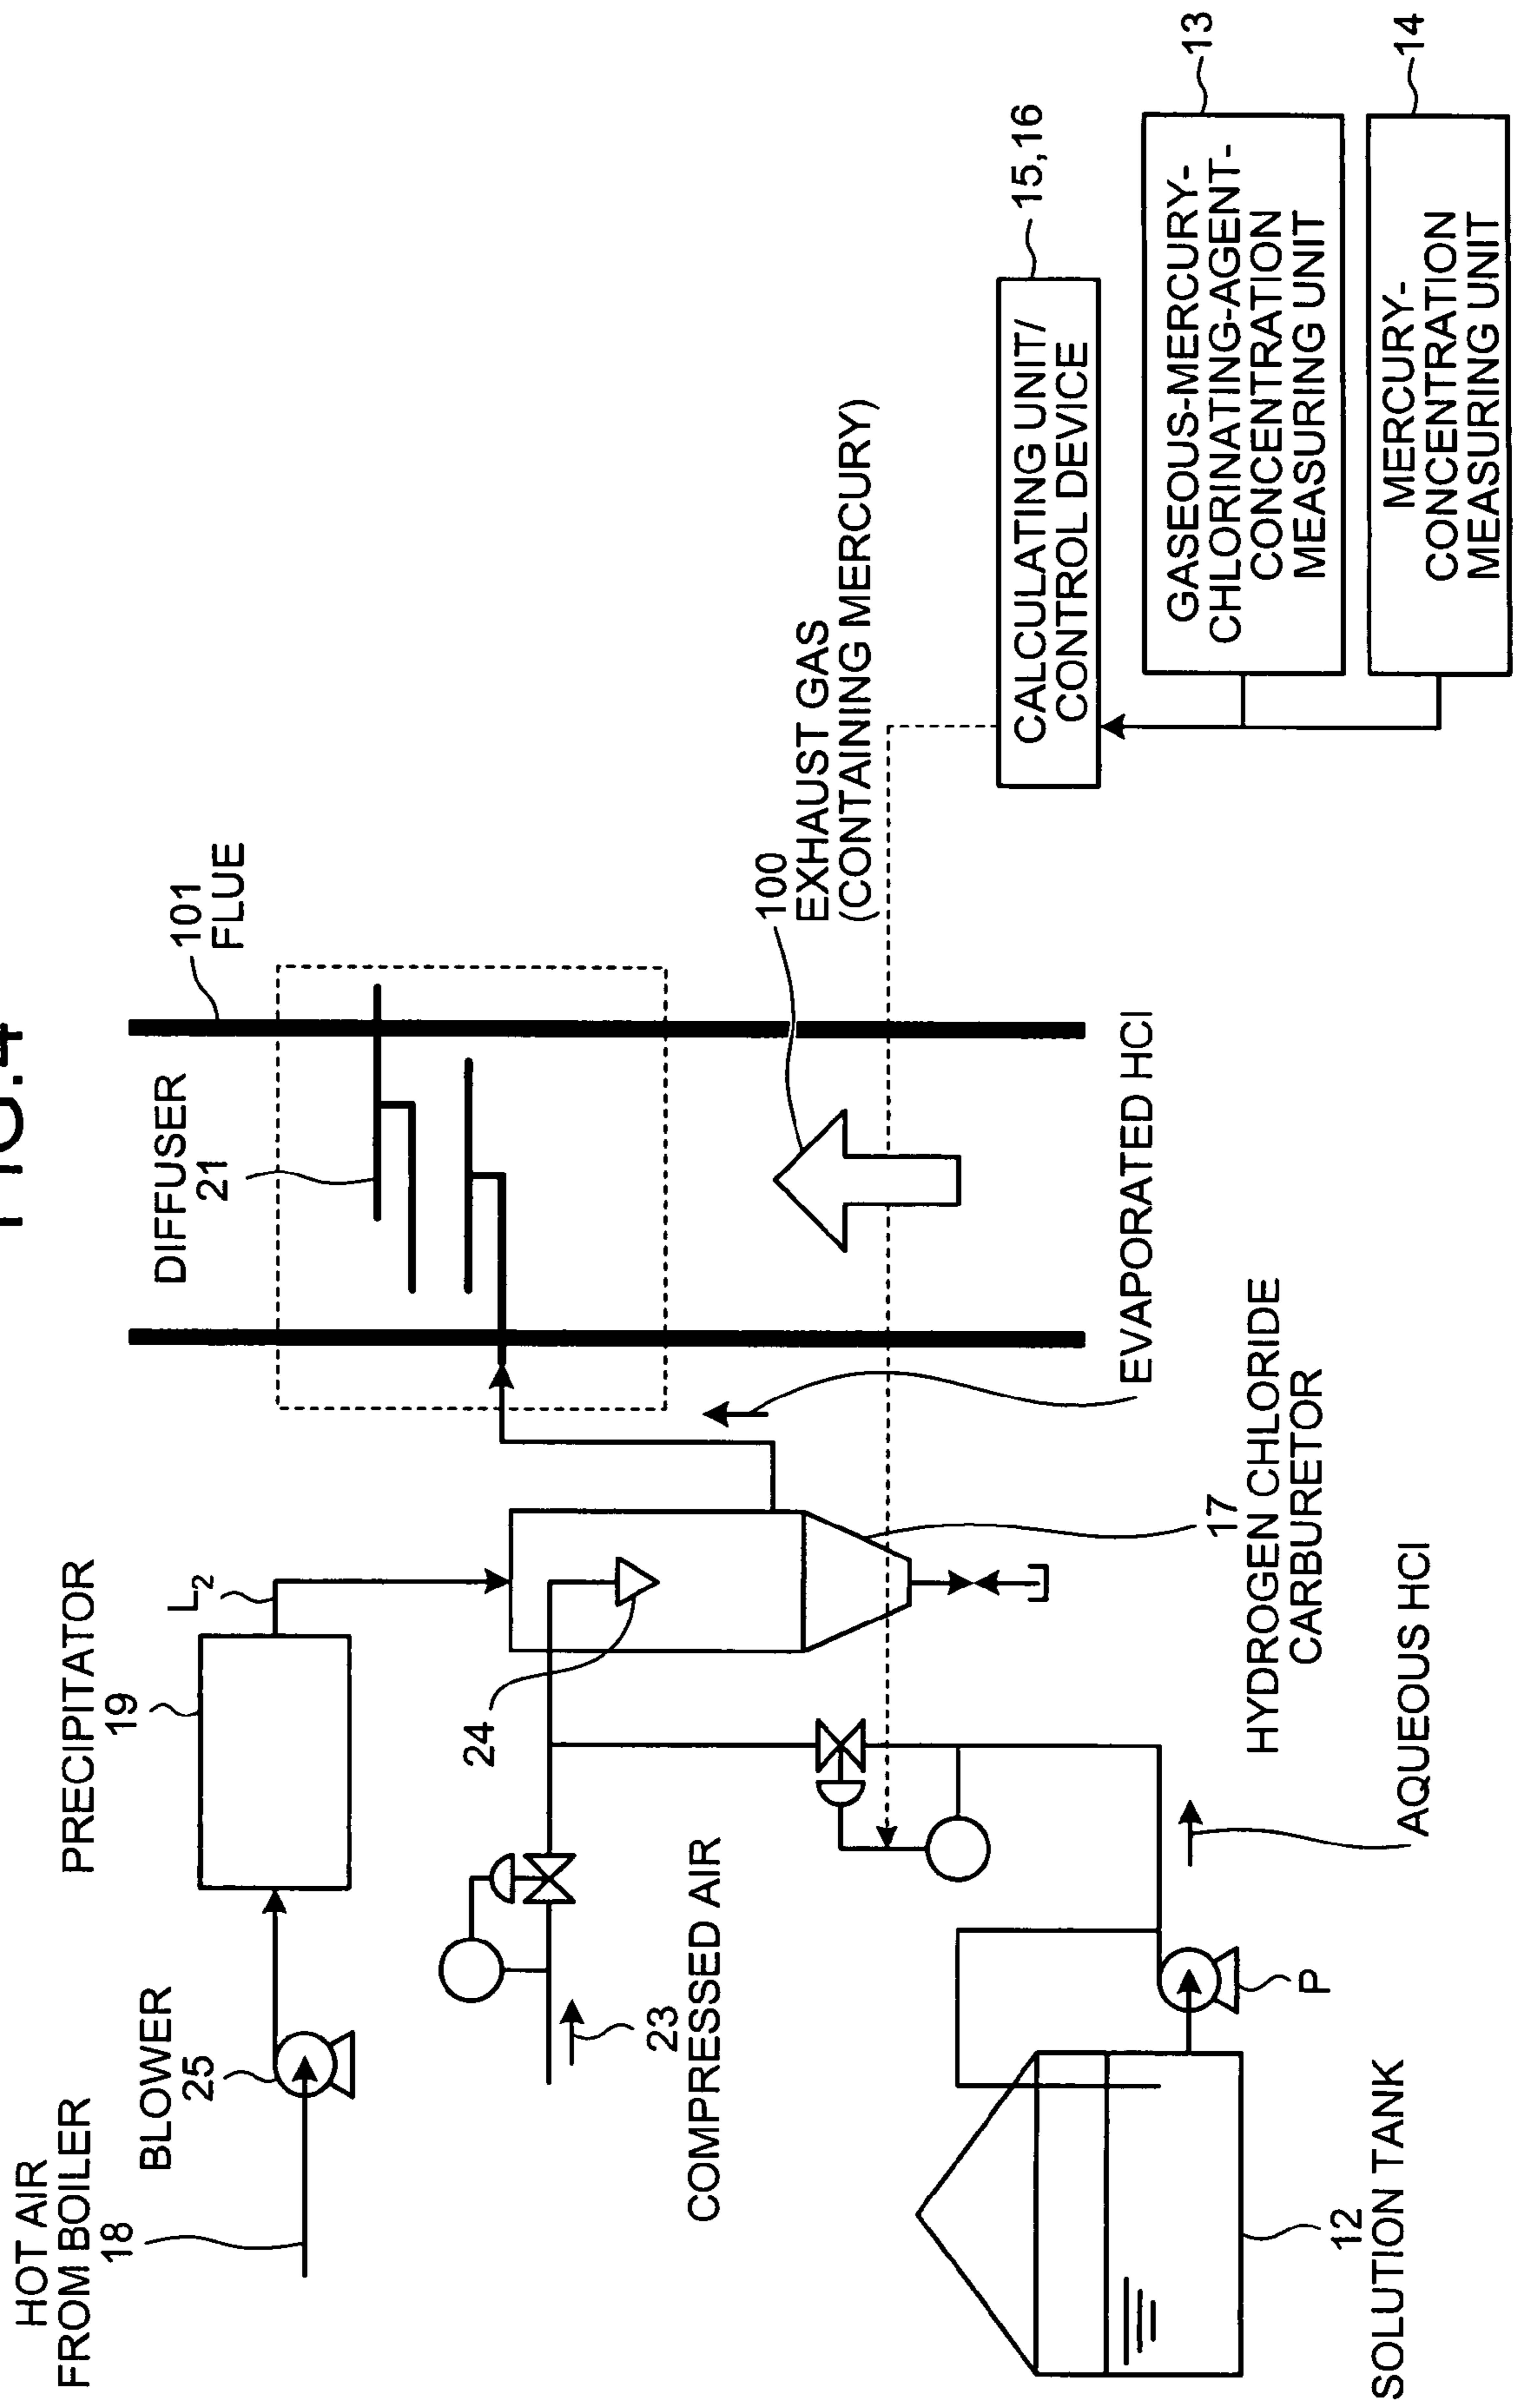 FIG.4
HOT AIR
FROM BOILER
18
BLOWER
25
PRECIPITATOR
19
L2
DIFFUSER
21
101
FLUE
23
COMPRESSED AIR
24
100
EXHAUST GAS
(CONTAINING MERCURY)
15,16
CALCULATING UNIT/
CONTROL DEVICE
13
GASEOUS-MERCURY-
CHLORINATING-AGENT-
CONCENTRATION
MEASURING UNIT
14
MERCURY-
CONCENTRATION
MEASURING UNIT
EVAPORATED HCl
17
HYDROGEN CHLORIDE
CARBURETOR
AQUEOUS HCl
P
12
SOLUTION TANK